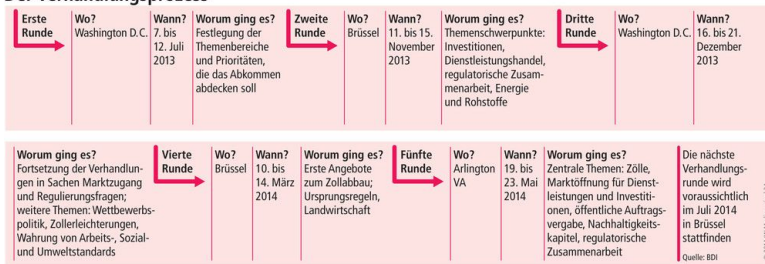 Der Verhandlungsprozess
Erste
Runde
Wo?
Washington D.C.
Wann?
7. bis
12. Juli
2013
Worum ging es?
Festlegung der
Themenbereiche
und Prioritäten,
die das Abkommen
abdecken soll
Zweite
Runde
Wo?
Brüssel
Wann?
11. bis 15.
November
2013
Worum ging es?
Themenschwerpunkte:
Investitionen,
Dienstleistungshandel,
regulatorische Zusam-
menarbeit, Energie
und Rohstoffe
Dritte
Runde
Wo?
Washington D.C.
Wann?
16. bis 21.
Dezember
2013
Worum ging es?
Fortsetzung der Verhandlun-
gen in Sachen Marktzugang
und Regulierungsfragen;
weitere Themen: Wettbewerbs-
politik, Zollerleichterungen,
Wahrung von Arbeits-, Sozial-
und Umweltstandards
Vierte
Runde
Wo?
Brüssel
Wann?
10. bis
14. März
2014
Worum ging es?
Erste Angebote
zum Zollabbau;
Ursprungsregeln,
Landwirtschaft
Fünfte
Runde
Wo?
Arlington
VA
Wann?
19. bis
23. Mai
2014
Worum ging es?
Zentrale Themen: Zölle,
Marktöffnung für Dienst-
leistungen und Investiti-
onen, öffentliche Auftrags-
vergabe, Nachhaltigkeits-
kapitel, regulatorische
Zusammenarbeit
Die nächste
Verhandlungs-
runde wird
voraussichtlich
im Juli 2014
in Brüssel
stattfinden
Quelle: BDI